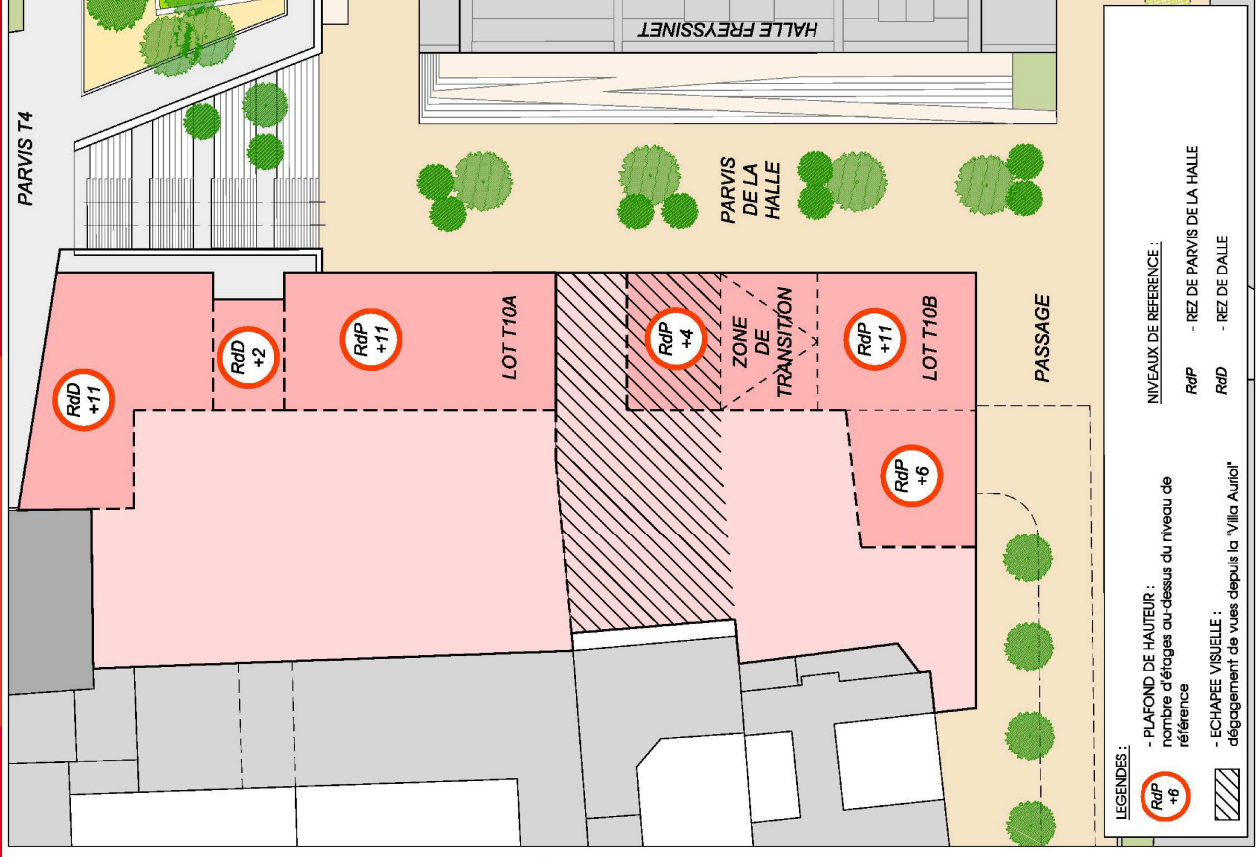 PARVIS T4
HALLE FREYSSINET
RdD
+11
RdD
+2
RdP
+11
LOT T10A
PARVIS
DE LA
HALLE
RdP
+4
ZONE
DE
TRANSITION
RdP
+11
LOT T10B
RdP
+6
PASSAGE
LEGENDES :
RdP
+6
- PLAFOND DE HAUTEUR :
nombre d'étages au-dessus du niveau de
référence
- ECHAPEE VISUELLE :
dégagement de vues depuis la "Villa Auriol"
NIVEAUX DE REFERENCE :
RdP - REZ DE PARVIS DE LA HALLE
RdD - REZ DE DALLE